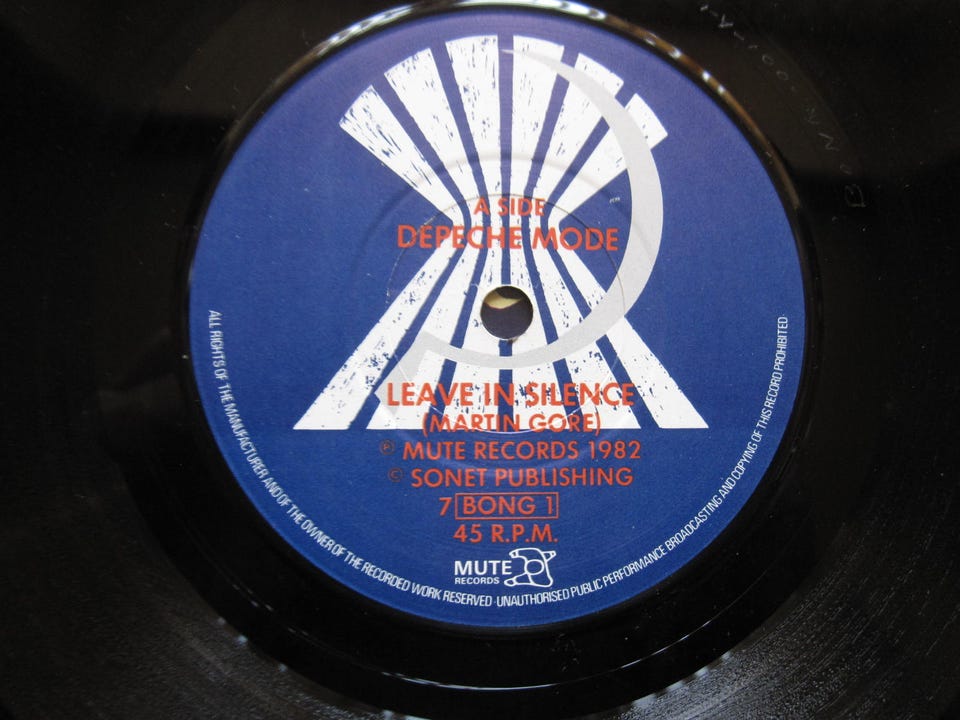 A SIDE
DEPECHE MODE
LEAVE IN SILENCE
(MARTIN GORE)
℗ MUTE RECORDS 1982
© SONET PUBLISHING
7 BONG 1
45 R.P.M.
MUTE
RECORDS
ALL RIGHTS OF THE MANUFACTURER AND OF THE OWNER OF THE RECORDED WORK RESERVED · UNAUTHORISED PUBLIC PERFORMANCE BROADCASTING AND COPYING OF THIS RECORD PROHIBITED